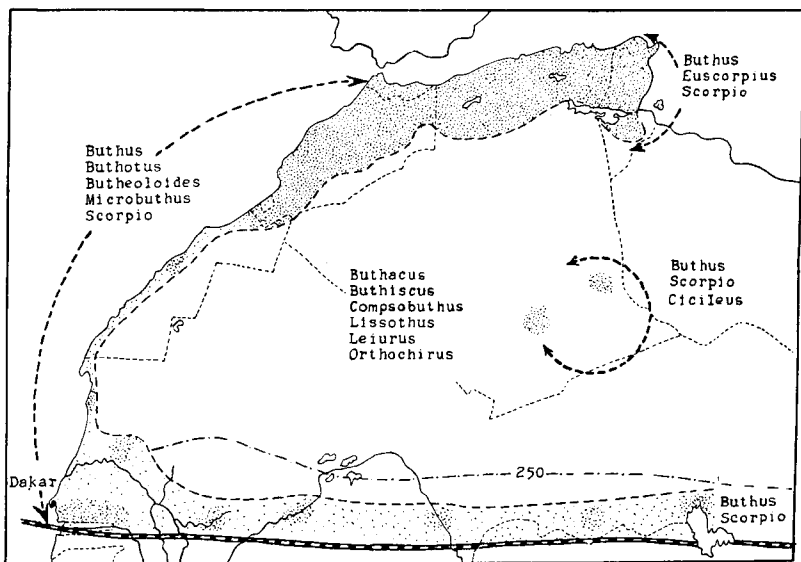 Buthus
Euscorpius
Scorpio
Buthus
Buthotus
Butheoloides
Microbuthus
Scorpio
Buthacus
Buthiscus
Compsobuthus
Lissothus
Leiurus
Orthochirus
Buthus
Scorpio
Cicileus
250
Dakar
Buthus
Scorpio